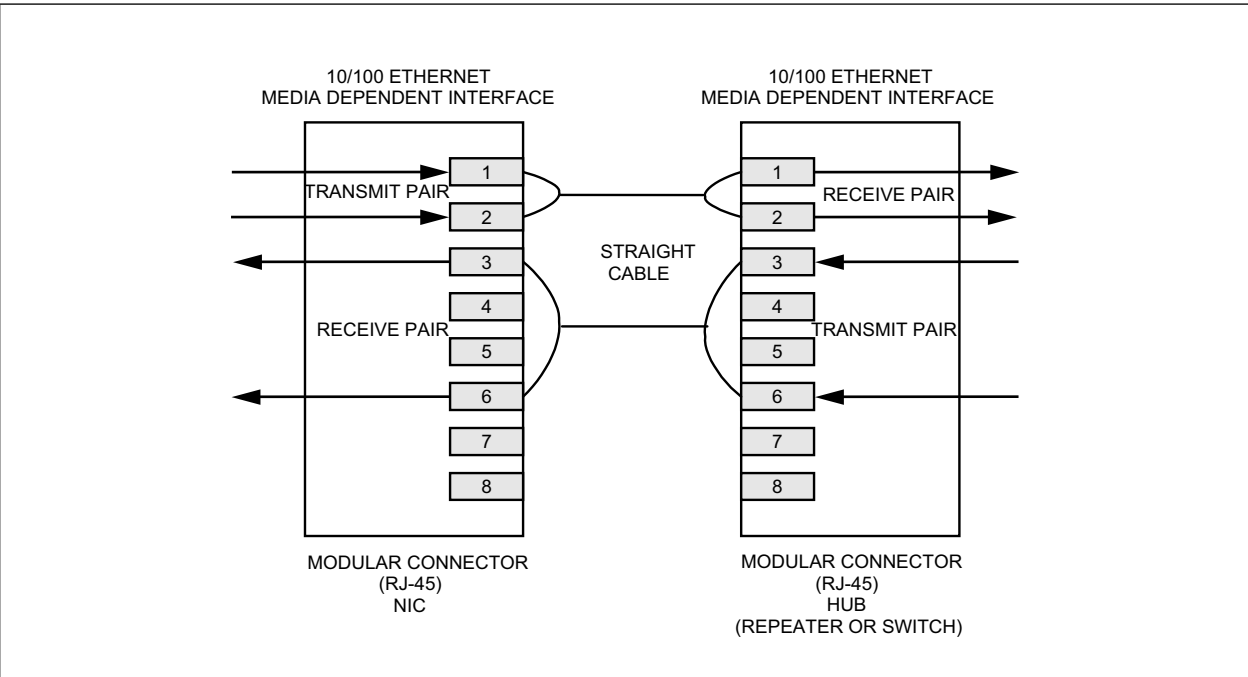 10/100 ETHERNET
MEDIA DEPENDENT INTERFACE
10/100 ETHERNET
MEDIA DEPENDENT INTERFACE
1
TRANSMIT PAIR
2
3
4
RECEIVE PAIR
5
6
7
8
STRAIGHT
CABLE
1
RECEIVE PAIR
2
3
4
TRANSMIT PAIR
5
6
7
8
MODULAR CONNECTOR
(RJ-45)
NIC
MODULAR CONNECTOR
(RJ-45)
HUB
(REPEATER OR SWITCH)